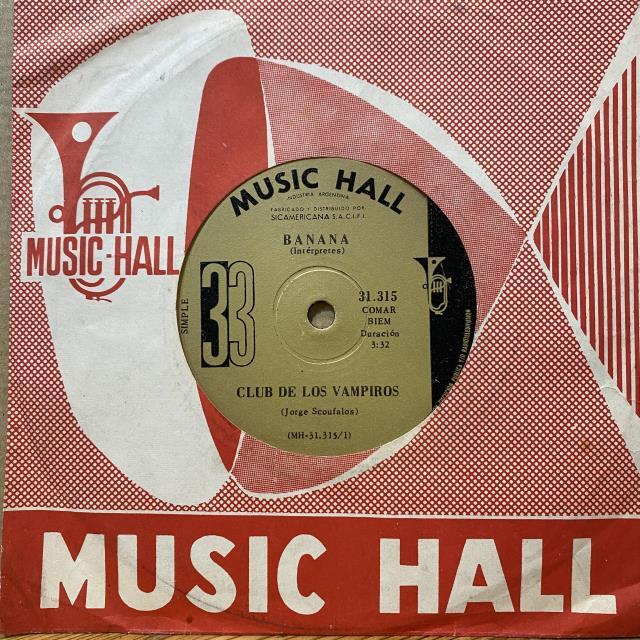 MUSIC-HALL
MUSIC HALL
INDUSTRIA ARGENTINA
FABRICADO Y DISTRIBUIDO POR
SICAMERICANA S.A.C.I.F.I.
BANANA
(Intérpretes)
SIMPLE
33
31.315
COMAR
BIEM
Duración
3:32
CLUB DE LOS VAMPIROS
(Jorge Scoufalos)
(MH-31.315/1)
MUSIC HALL